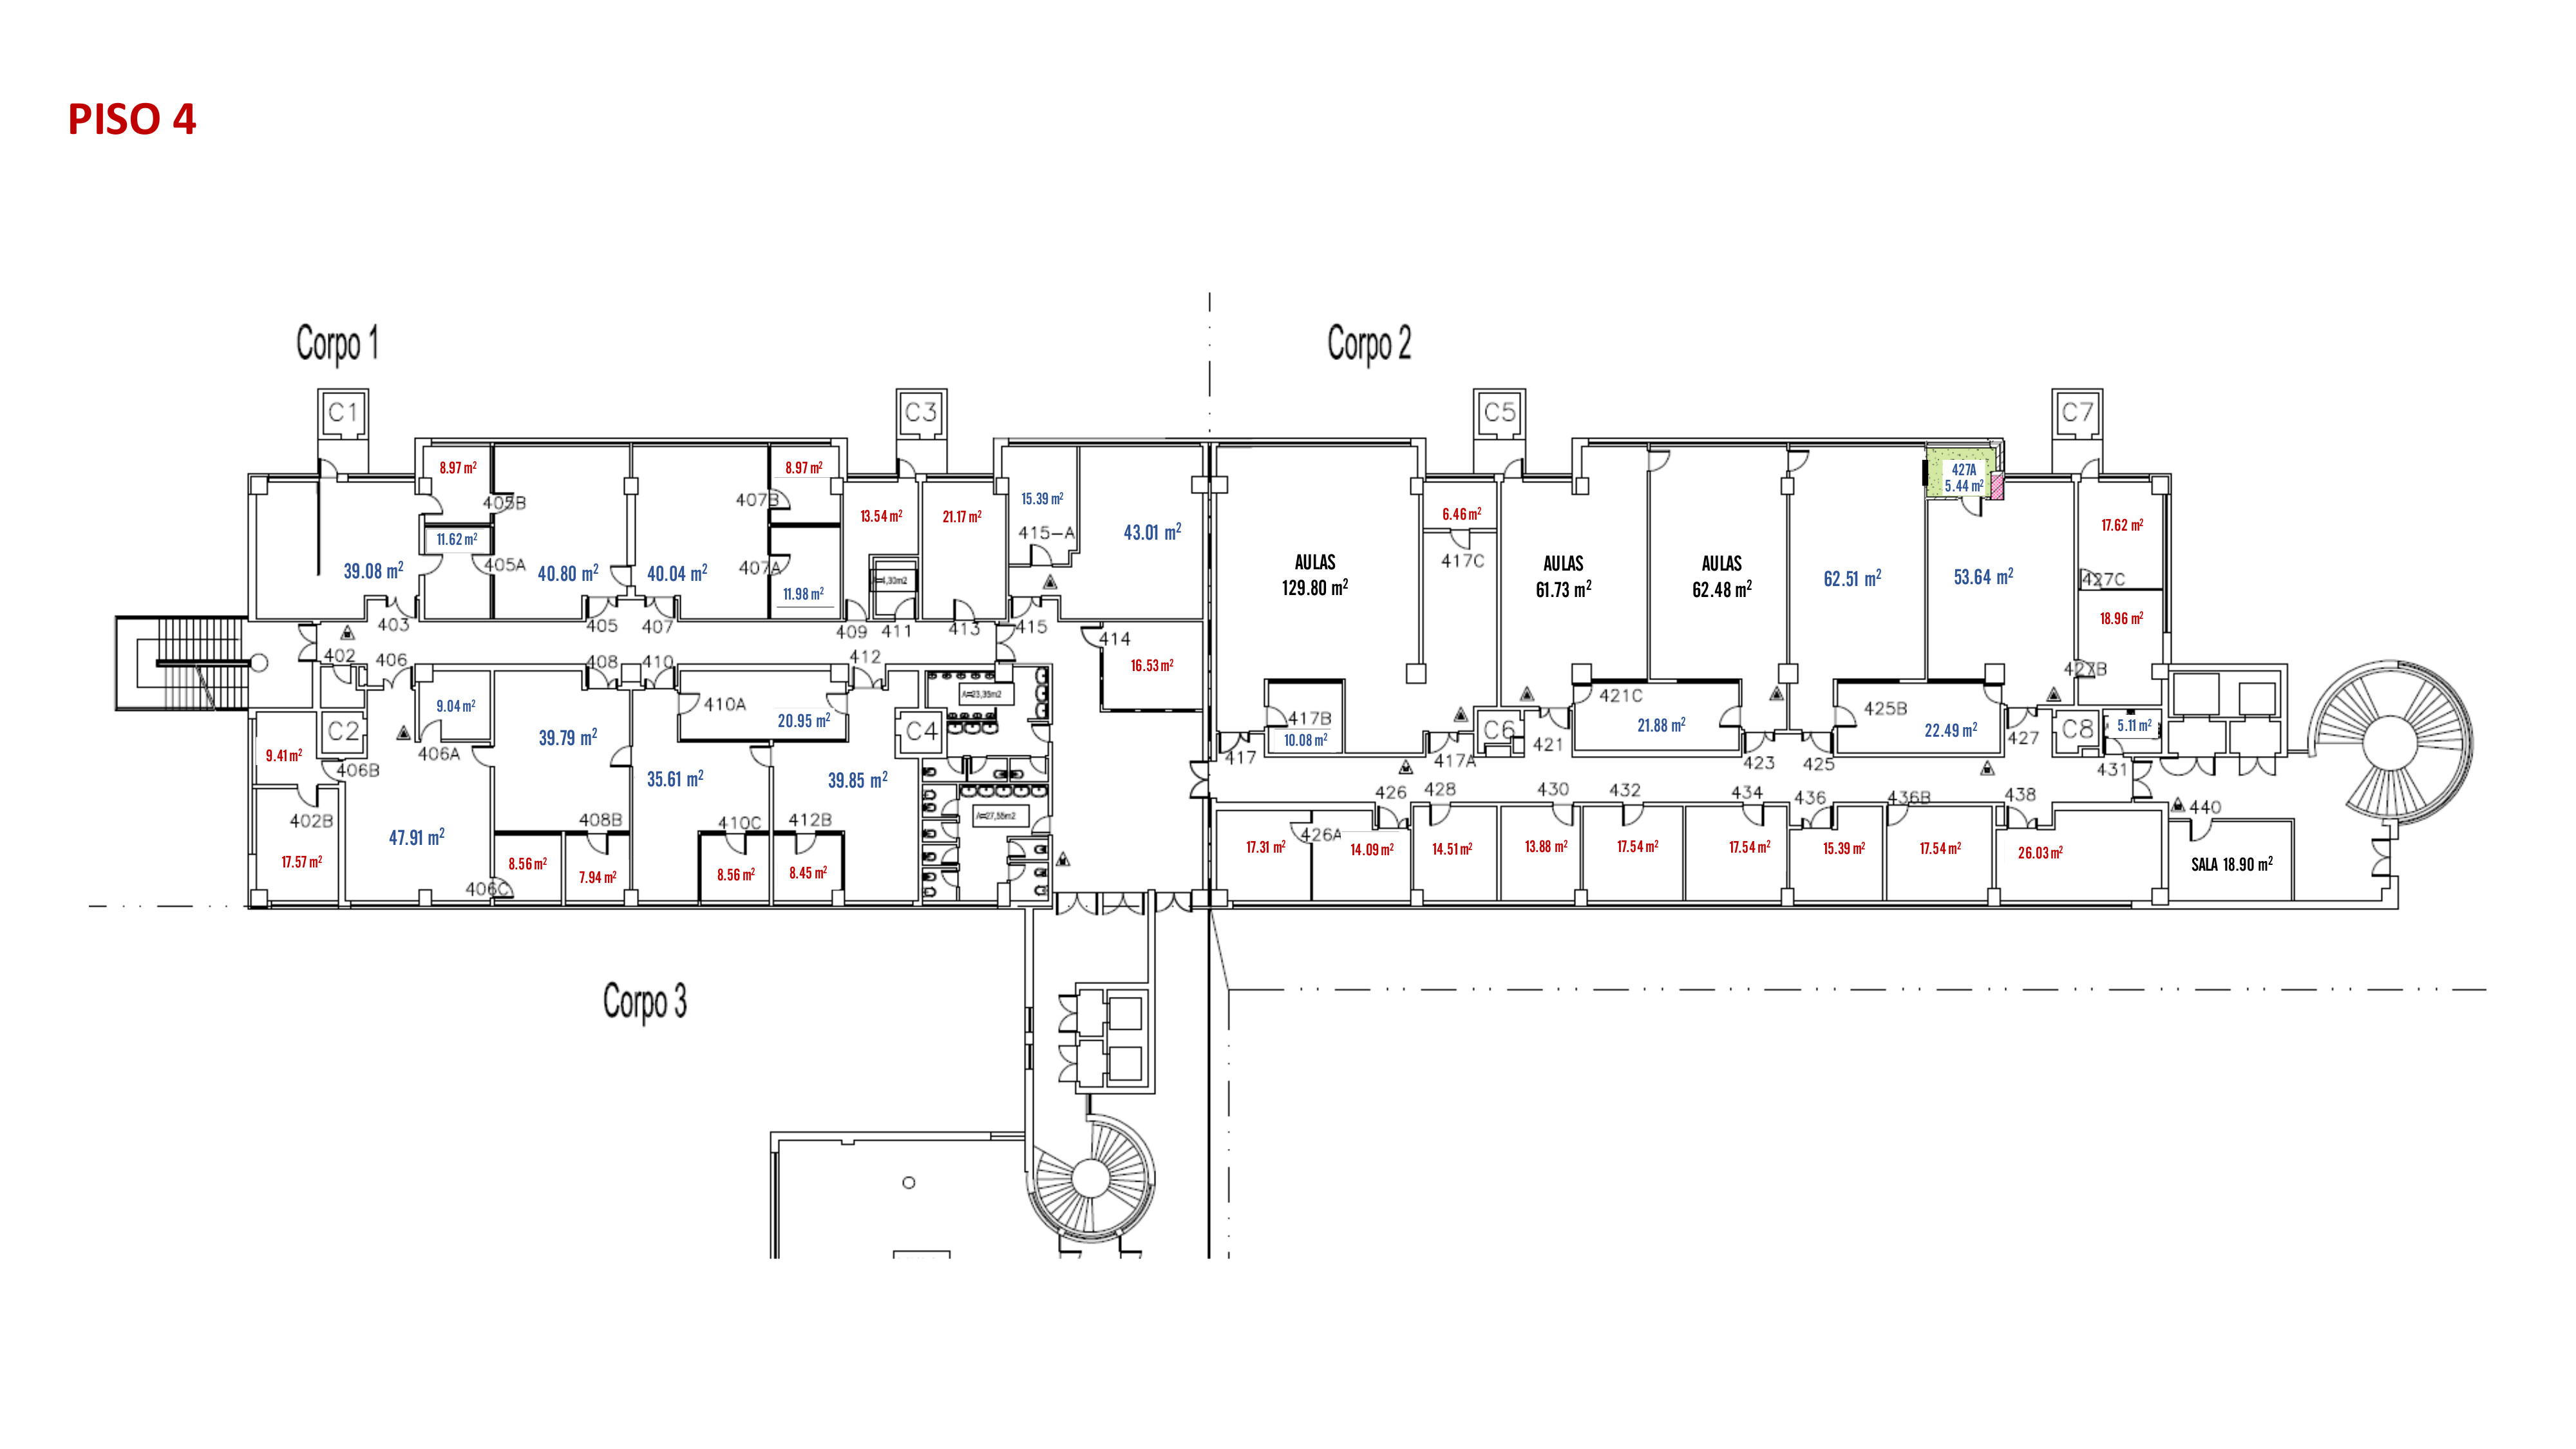 PISO 4
Corpo 1
Corpo 2
C1
C3
C5
C7
8.97 m²
405B
11.62 m²
405A
39.08 m²
403
40.80 m²
405
40.04 m²
407
407B
8.97 m²
407A
11.98 m²
13.54 m²
409
411
21.17 m²
413
15.39 m²
415-A
415
43.01 m²
414
16.53 m²
AULAS
129.80 m²
417B
10.08 m²
417
6.46 m²
417C
417A
C6
421
AULAS
61.73 m²
421C
21.88 m²
AULAS
62.48 m²
423
425
62.51 m²
425B
22.49 m²
427A
5.44 m²
53.64 m²
427
17.62 m²
427C
18.96 m²
427B
C8
5.11 m²
431
402
406
C2
9.41 m²
406B
402B
17.57 m²
9.04 m²
406A
47.91 m²
406C
408
39.79 m²
408B
8.56 m²
7.94 m²
410
410A
20.95 m²
35.61 m²
410C
8.56 m²
412
39.85 m²
412B
8.45 m²
C4
A=23,35m2
17.31 m²
426A
14.09 m²
426
428
14.51 m²
430
13.88 m²
432
17.54 m²
434
17.54 m²
436
15.39 m²
436B
17.54 m²
438
26.03 m²
440
SALA 18.90 m²
Corpo 3